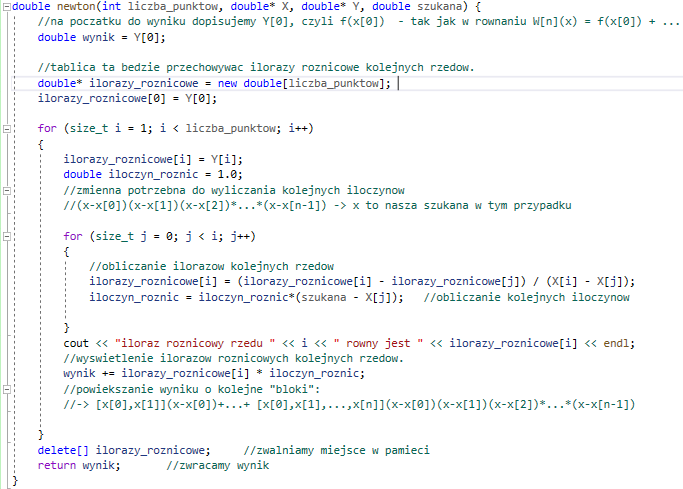 double newton(int liczba_punktow, double* X, double* Y, double szukana) {
//na poczatku do wyniku dopisujemy Y[0], czyli f(x[0])  - tak jak w rownaniu W[n](x) = f(x[0]) + ...
double wynik = Y[0];
//tablica ta bedzie przechowywac ilorazy roznicowe kolejnych rzedow.
double* ilorazy_roznicowe = new double[liczba_punktow];
ilorazy_roznicowe[0] = Y[0];
for (size_t i = 1; i < liczba_punktow; i++)
{
ilorazy_roznicowe[i] = Y[i];
double iloczyn_roznic = 1.0;
//zmienna potrzebna do wyliczania kolejnych iloczynow
//(x-x[0])(x-x[1])(x-x[2])*...*(x-x[n-1]) -> x to nasza szukana w tym przypadku
for (size_t j = 0; j < i; j++)
{
//obliczanie ilorazow kolejnych rzedow
ilorazy_roznicowe[i] = (ilorazy_roznicowe[i] - ilorazy_roznicowe[j]) / (X[i] - X[j]);
iloczyn_roznic = iloczyn_roznic*(szukana - X[j]);   //obliczanie kolejnych iloczynow
}
cout << "iloraz roznicowy rzedu " << i << " rowny jest " << ilorazy_roznicowe[i] << endl;
//wyswietlenie ilorazow roznicowych kolejnych rzedow.
wynik += ilorazy_roznicowe[i] * iloczyn_roznic;
//powiekszanie wyniku o kolejne "bloki":
//-> [x[0],x[1]](x-x[0])+...+ [x[0],x[1],...,x[n]](x-x[0])(x-x[1])(x-x[2])*...*(x-x[n-1])
}
delete[] ilorazy_roznicowe;     //zwalniamy miejsce w pamieci
return wynik;       //zwracamy wynik
}